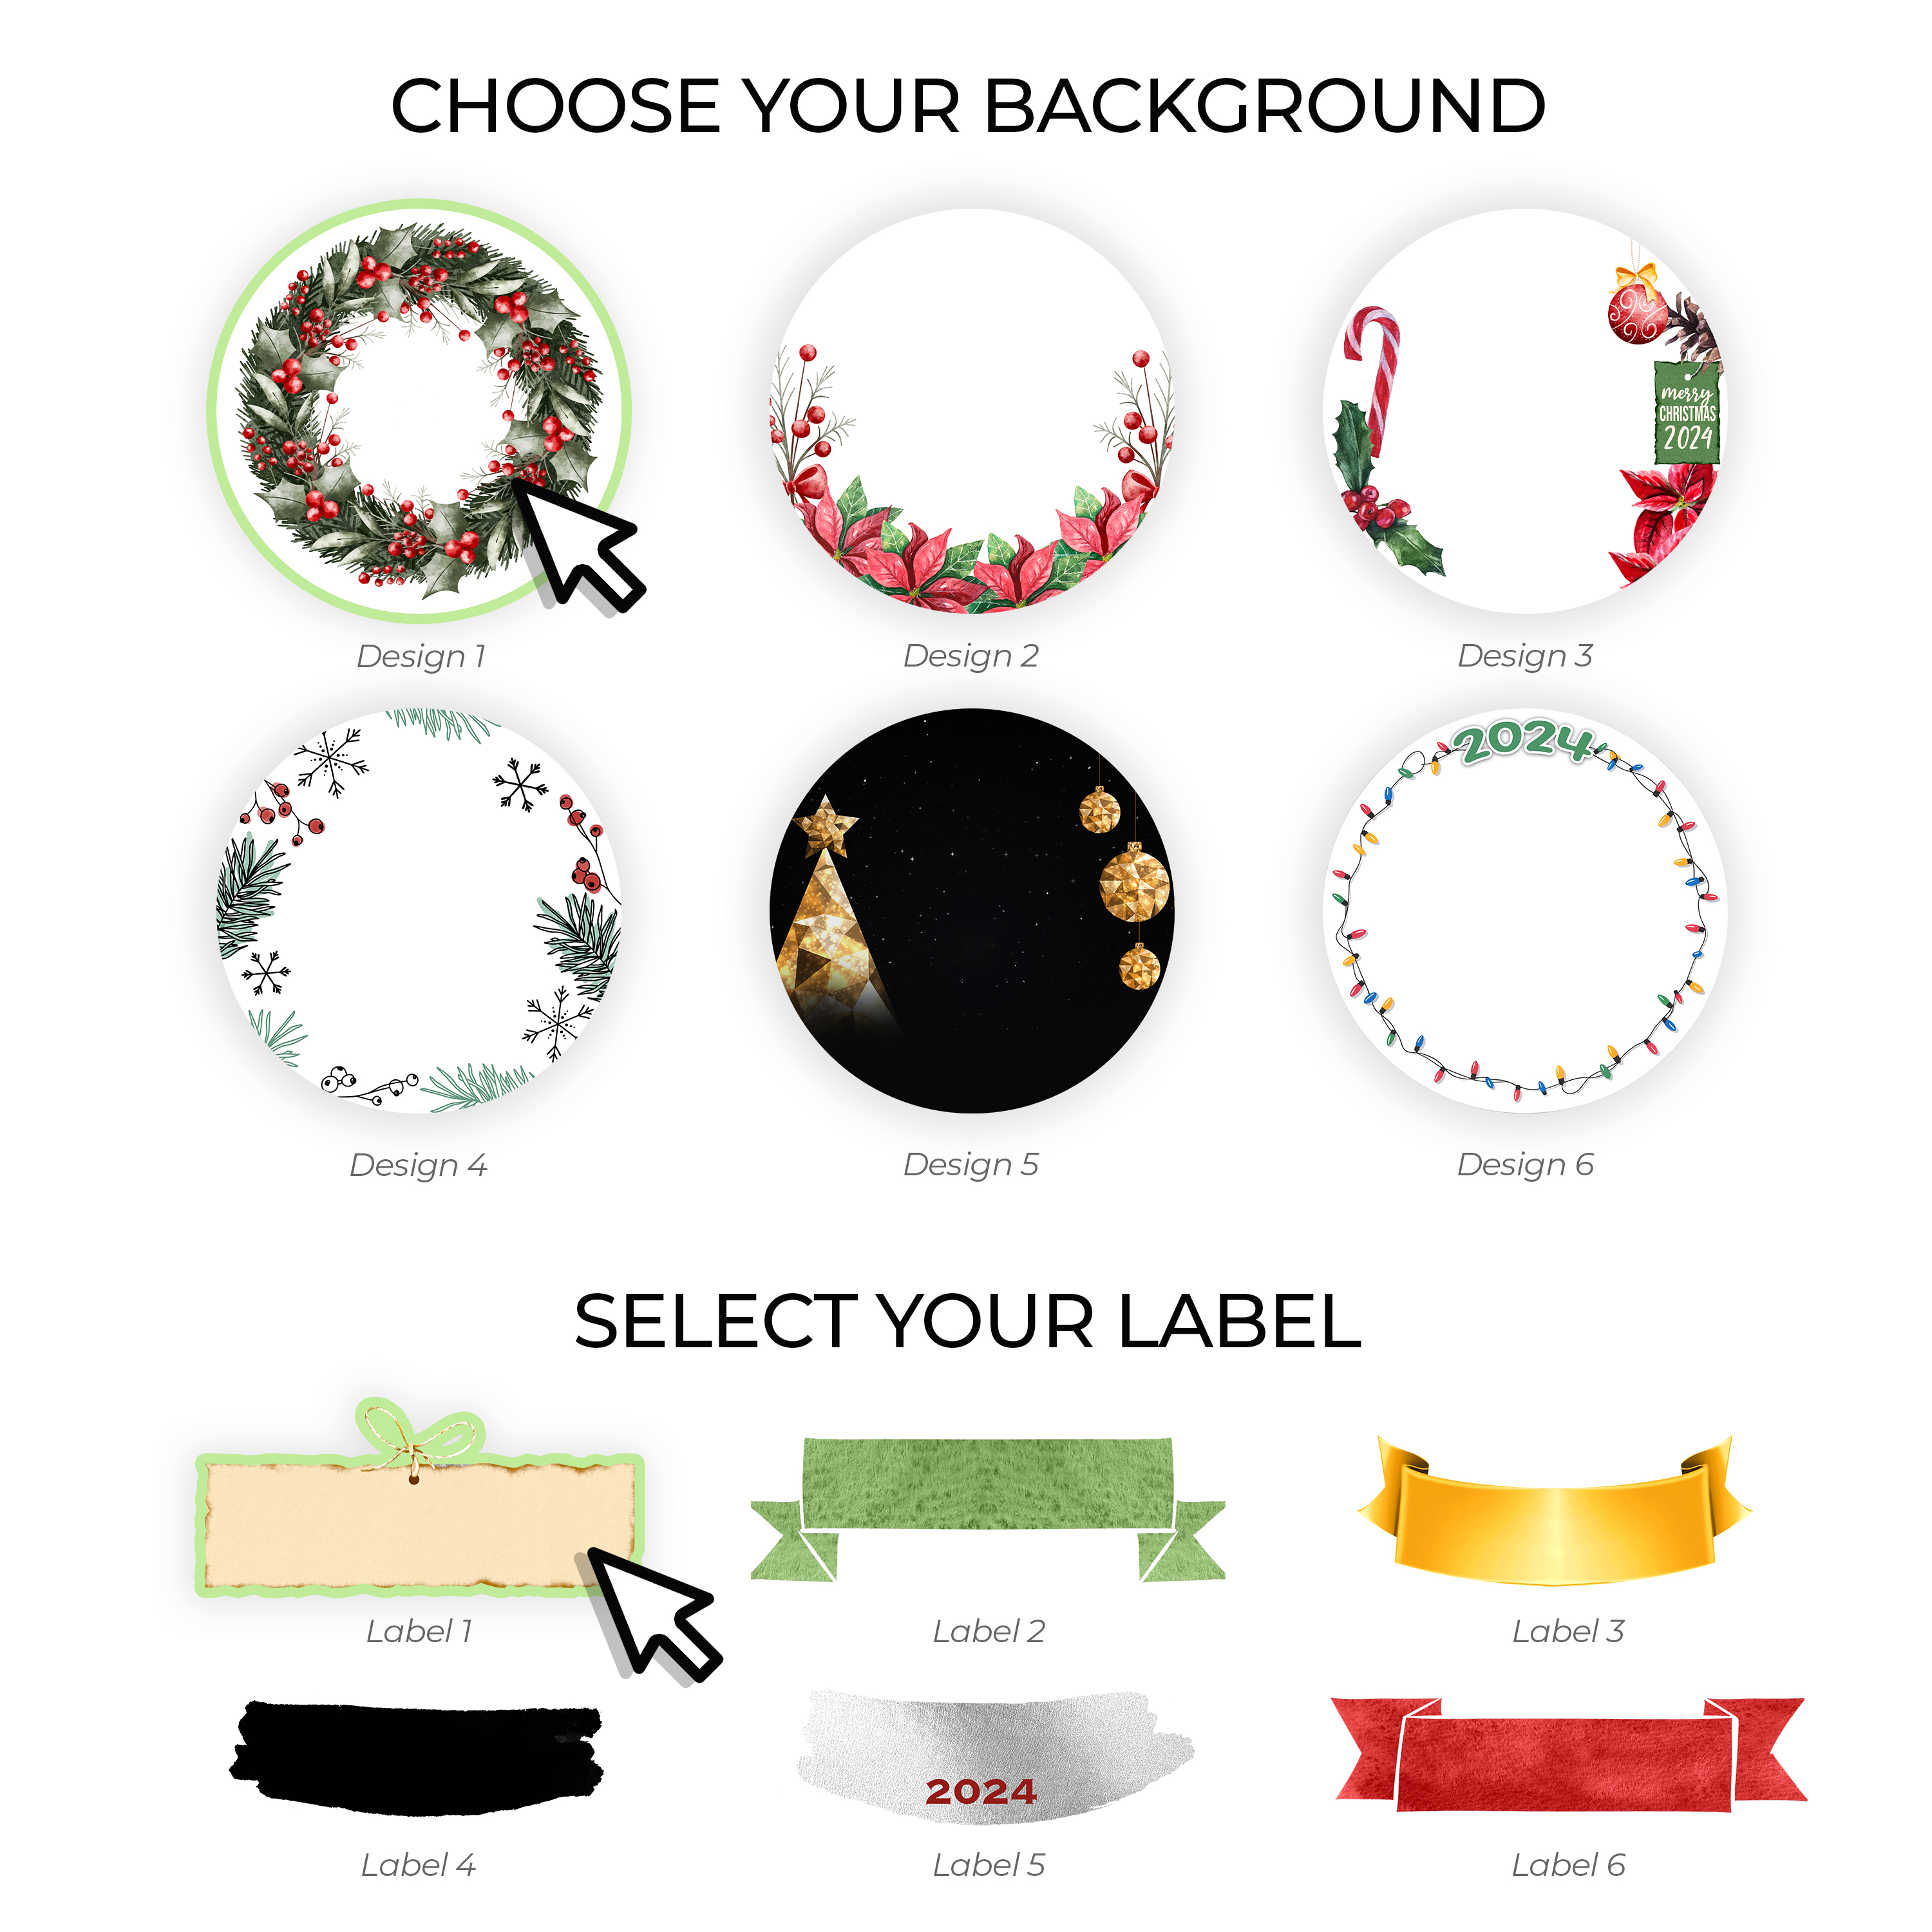 CHOOSE YOUR BACKGROUND
merry
CHRISTMAS
2024
Design 1
Design 2
Design 3
2024
Design 4
Design 5
Design 6
SELECT YOUR LABEL
Label 1
Label 2
Label 3
2024
Label 4
Label 5
Label 6